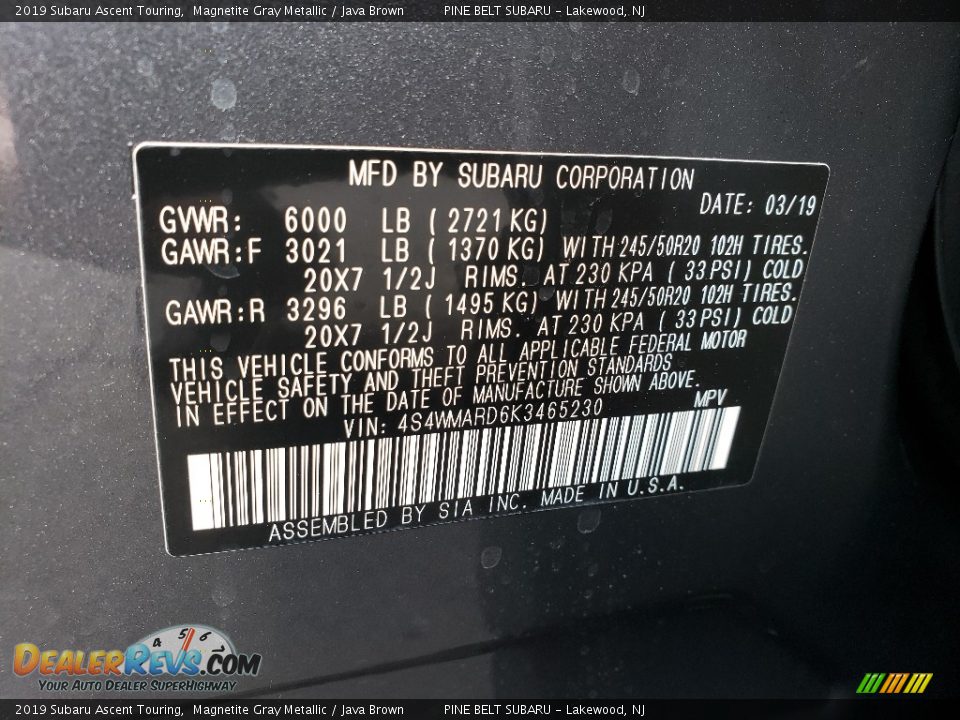 2019 Subaru Ascent Touring, Magnetite Gray Metallic / Java Brown PINE BELT SUBARU - Lakewood, NJ
MFD BY SUBARU CORPORATION
DATE: 03/19
GVWR: 6000 LB ( 2721 KG)
GAWR:F 3021 LB ( 1370 KG) WITH 245/50R20 102H TIRES.
20X7 1/2J RIMS. AT 230 KPA ( 33 PSI) COLD
GAWR:R 3296 LB ( 1495 KG) WITH 245/50R20 102H TIRES.
20X7 1/2J RIMS. AT 230 KPA ( 33 PSI) COLD
THIS VEHICLE CONFORMS TO ALL APPLICABLE FEDERAL MOTOR
VEHICLE SAFETY AND THEFT PREVENTION STANDARDS
IN EFFECT ON THE DATE OF MANUFACTURE SHOWN ABOVE.
VIN: 4S4WMARD6K3465230 MPV
ASSEMBLED BY SIA INC. MADE IN U.S.A.
4 5 6 7
DEALERREVS.COM
YOUR AUTO DEALER SUPERHIGHWAY
2019 Subaru Ascent Touring, Magnetite Gray Metallic / Java Brown PINE BELT SUBARU - Lakewood, NJ